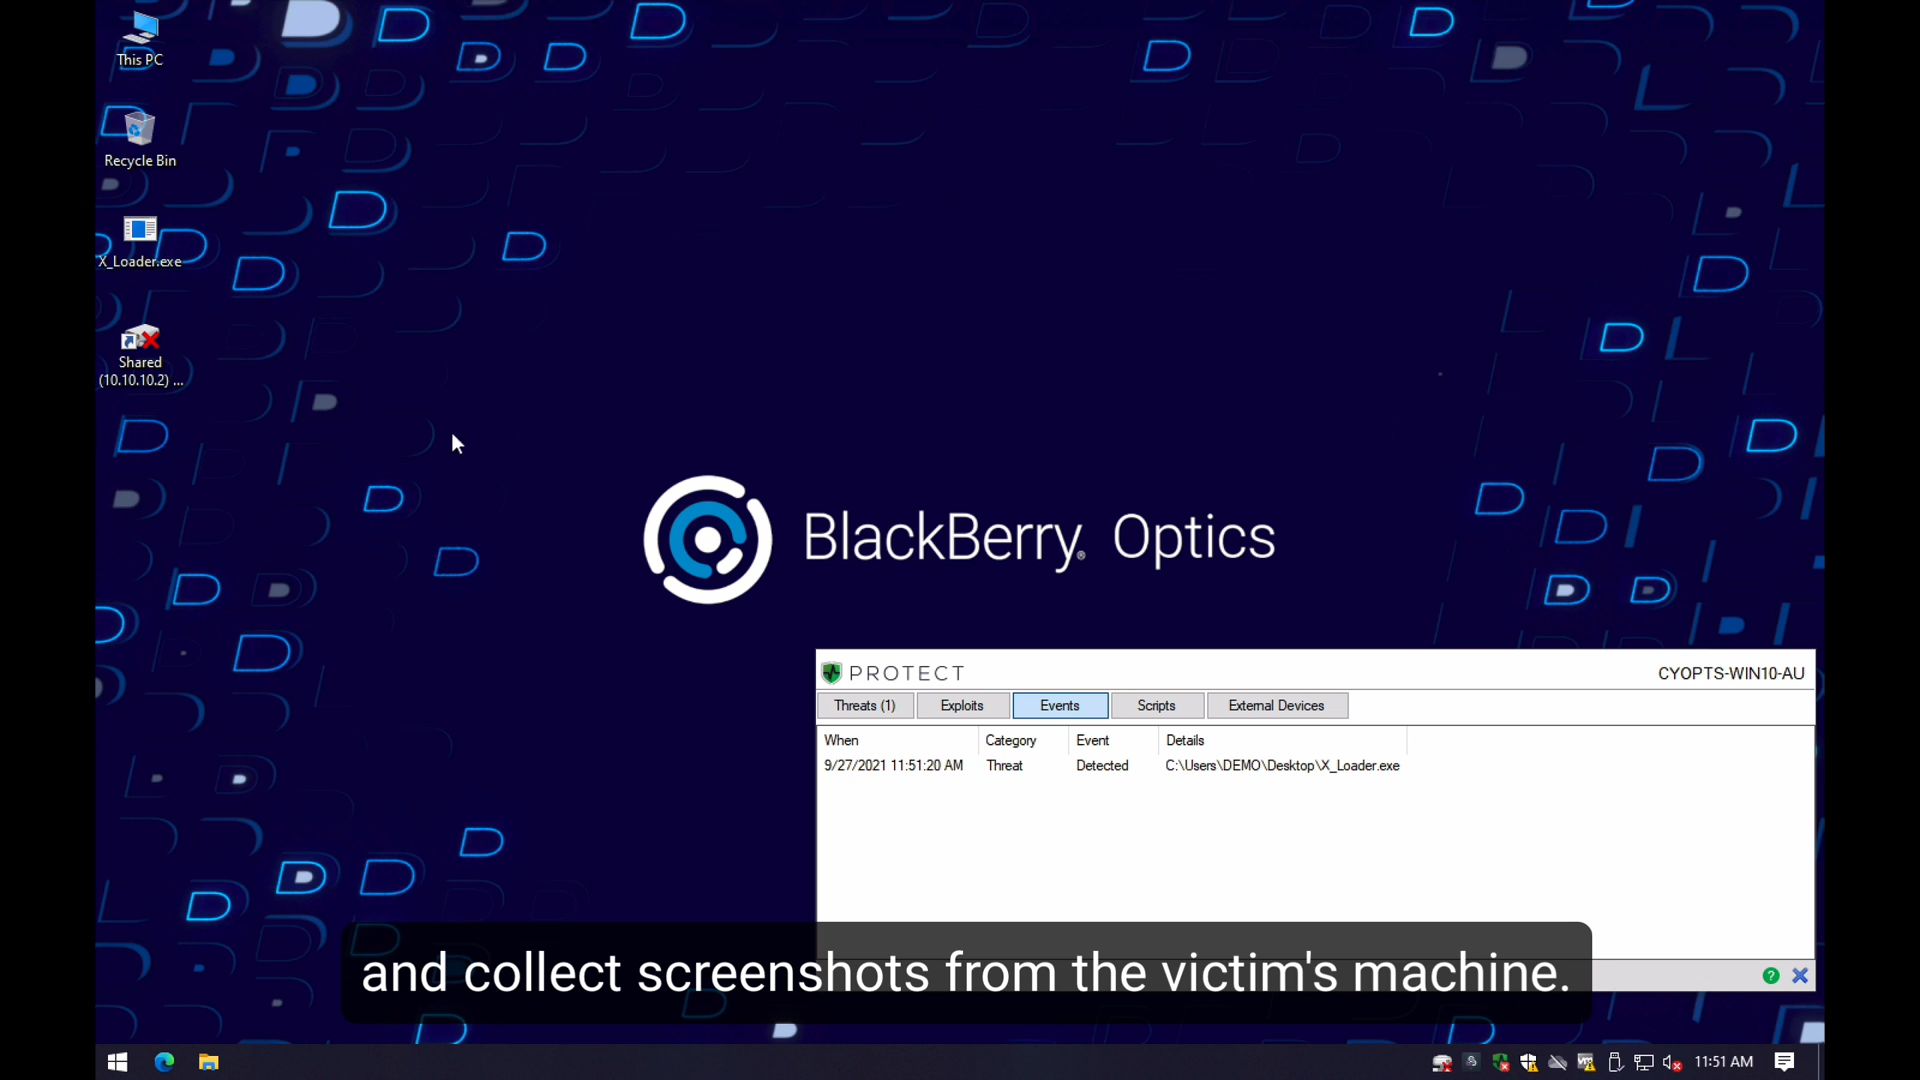 This PC
Recycle Bin
X_Loader.exe
Shared
(10.10.10.2) ...
BlackBerry® Optics
PROTECT
CYOPTS-WIN10-AU
Threats (1)
Exploits
Events
Scripts
External Devices
When
Category
Event
Details
9/27/2021 11:51:20 AM
Threat
Detected
C:\Users\DEMO\Desktop\X_Loader.exe
and collect screenshots from the victim's machine.
11:51 AM